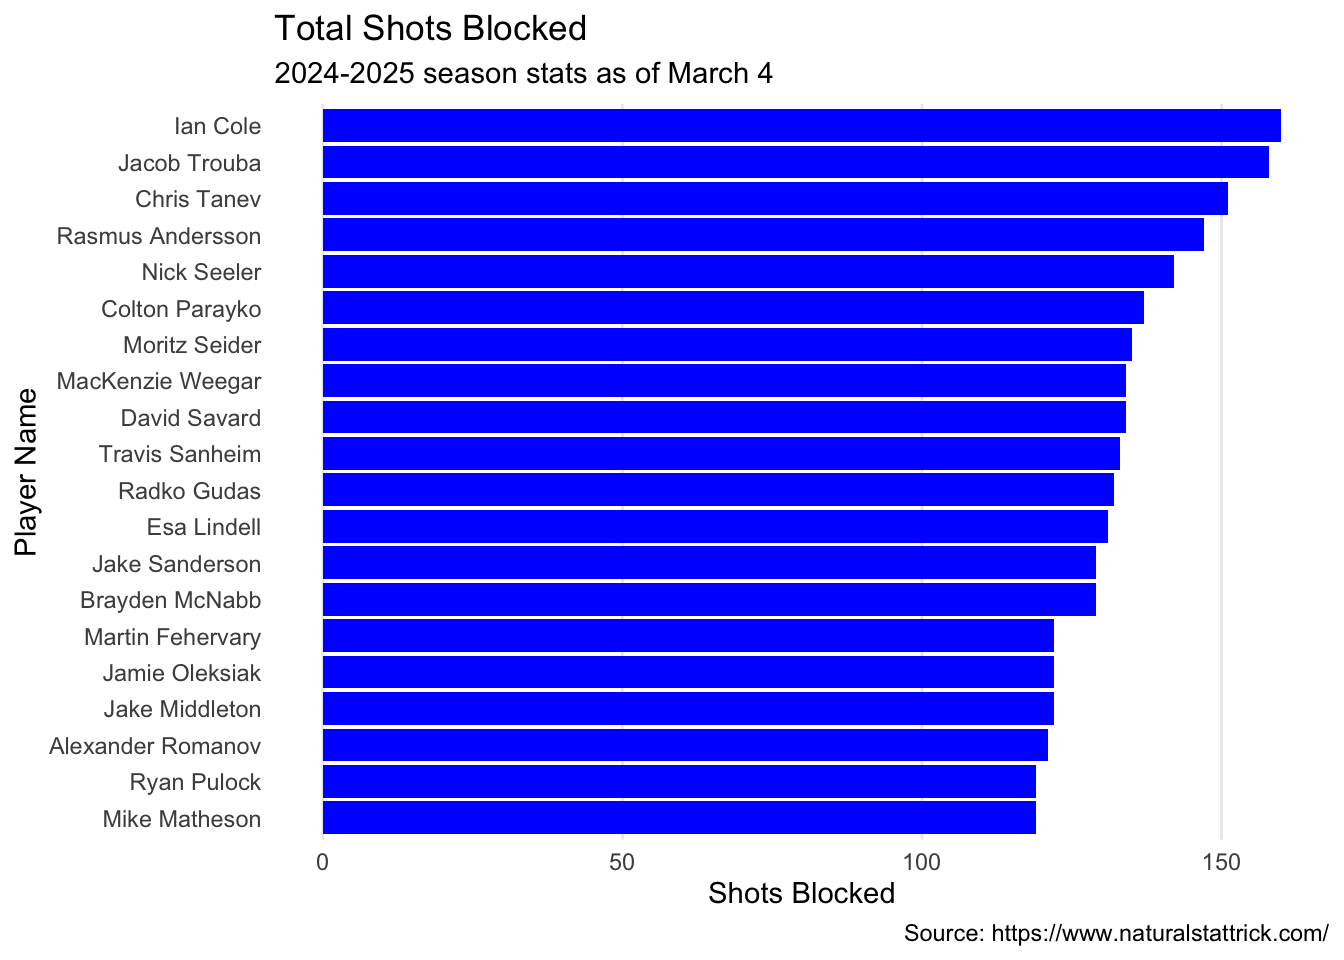 Total Shots Blocked
2024-2025 season stats as of March 4
Player Name
Ian Cole
Jacob Trouba
Chris Tanev
Rasmus Andersson
Nick Seeler
Colton Parayko
Moritz Seider
MacKenzie Weegar
David Savard
Travis Sanheim
Radko Gudas
Esa Lindell
Jake Sanderson
Brayden McNabb
Martin Fehervary
Jamie Oleksiak
Jake Middleton
Alexander Romanov
Ryan Pulock
Mike Matheson
0 50 100 150
Shots Blocked
Source: https://www.naturalstattrick.com/